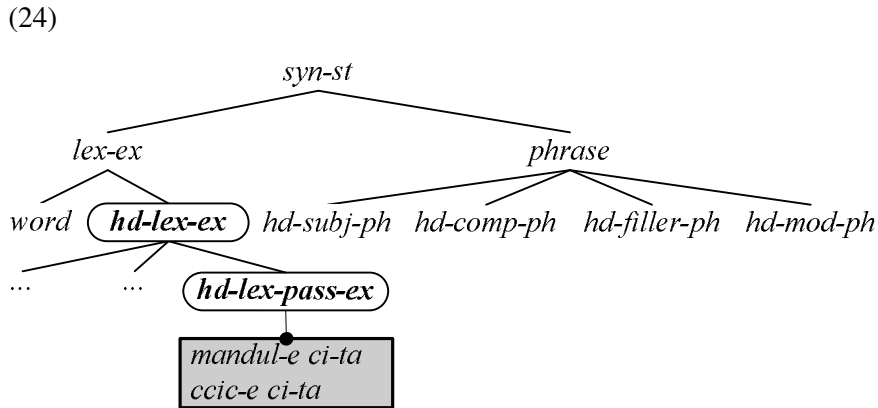 (24)
syn-st
lex-ex phrase
word hd-lex-ex hd-subj-ph hd-comp-ph hd-filler-ph hd-mod-ph
... ... hd-lex-pass-ex
mandul-e ci-ta
ccic-e ci-ta